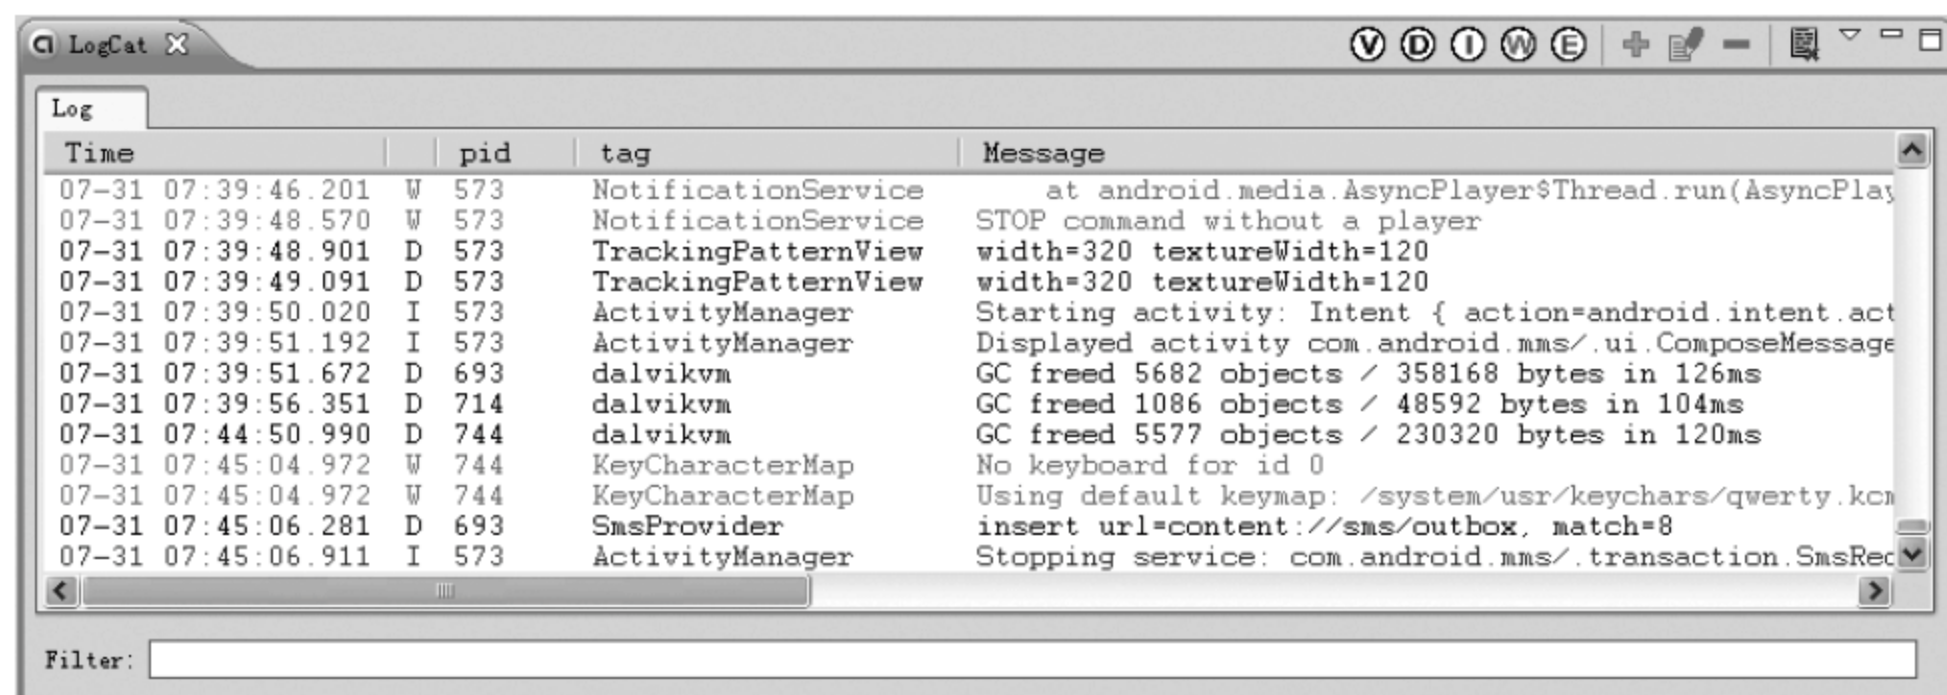 LogCat
V D I W E
Log
Time pid tag Message
07-31 07:39:46.201 W 573 NotificationService at android.media.AsyncPlayer$Thread.run(AsyncPlay
07-31 07:39:48.570 W 573 NotificationService STOP command without a player
07-31 07:39:48.901 D 573 TrackingPatternView width=320 textureWidth=120
07-31 07:39:49.091 D 573 TrackingPatternView width=320 textureWidth=120
07-31 07:39:50.020 I 573 ActivityManager Starting activity: Intent { action=android.intent.act
07-31 07:39:51.192 I 573 ActivityManager Displayed activity com.android.mms/.ui.ComposeMessage
07-31 07:39:51.672 D 693 dalvikvm GC freed 5682 objects / 358168 bytes in 126ms
07-31 07:39:56.351 D 714 dalvikvm GC freed 1086 objects / 48592 bytes in 104ms
07-31 07:44:50.990 D 744 dalvikvm GC freed 5577 objects / 230320 bytes in 120ms
07-31 07:45:04.972 W 744 KeyCharacterMap No keyboard for id 0
07-31 07:45:04.972 W 744 KeyCharacterMap Using default keymap: /system/usr/keychars/qwerty.kcm
07-31 07:45:06.281 D 693 SmsProvider insert url=content://sms/outbox, match=8
07-31 07:45:06.911 I 573 ActivityManager Stopping service: com.android.mms/.transaction.SmsRec
Filter: